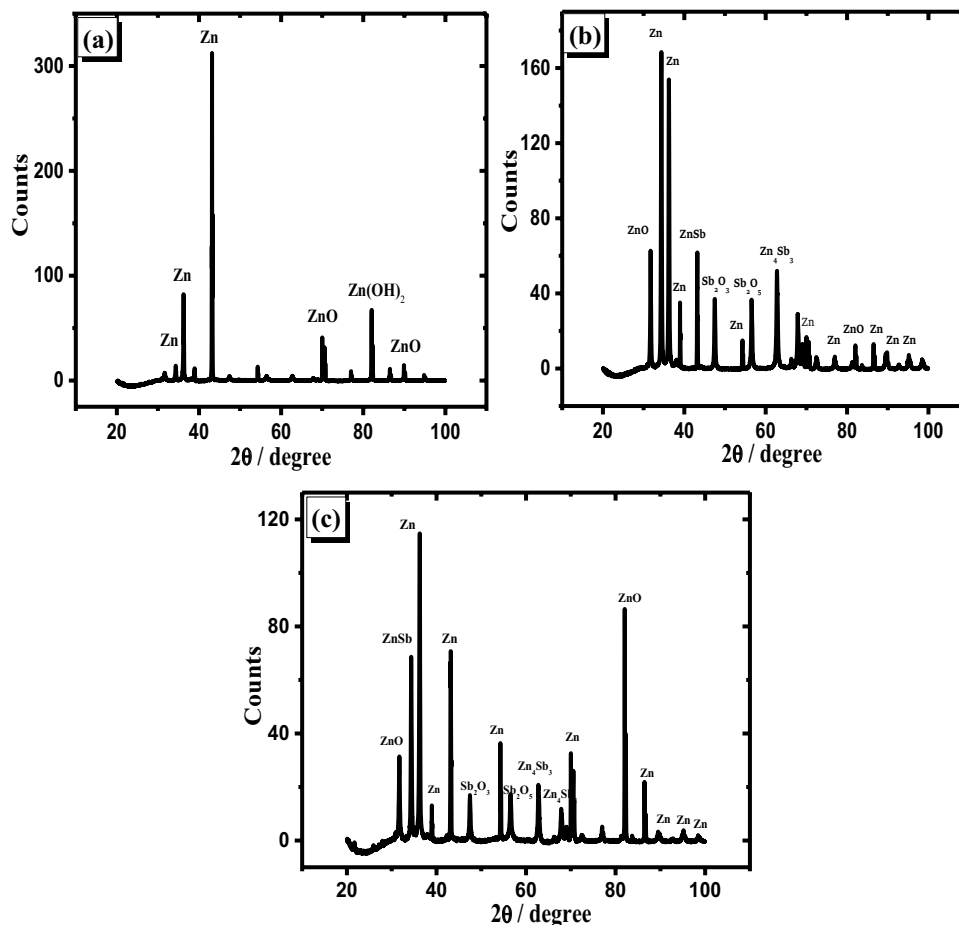 (a)
Zn
Zn
Zn
ZnO
Zn(OH)₂
ZnO
300
200
100
0
20
40
60
80
100
Counts
2θ / degree
(b)
Zn
Zn
ZnO
Zn
ZnSb
Sb₂O₃
Zn
Sb₂O₅
Zn₄Sb₃
Zn
Zn
ZnO
Zn
Zn
Zn
160
120
80
40
0
20
40
60
80
100
Counts
2θ / degree
(c)
Zn
ZnSb
ZnO
Zn
Zn
Sb₂O₃
Zn
Sb₂O₅
Zn₄Sb₃
Zn
ZnO
Zn
Zn
Zn
Zn
120
80
40
0
20
40
60
80
100
Counts
2θ / degree